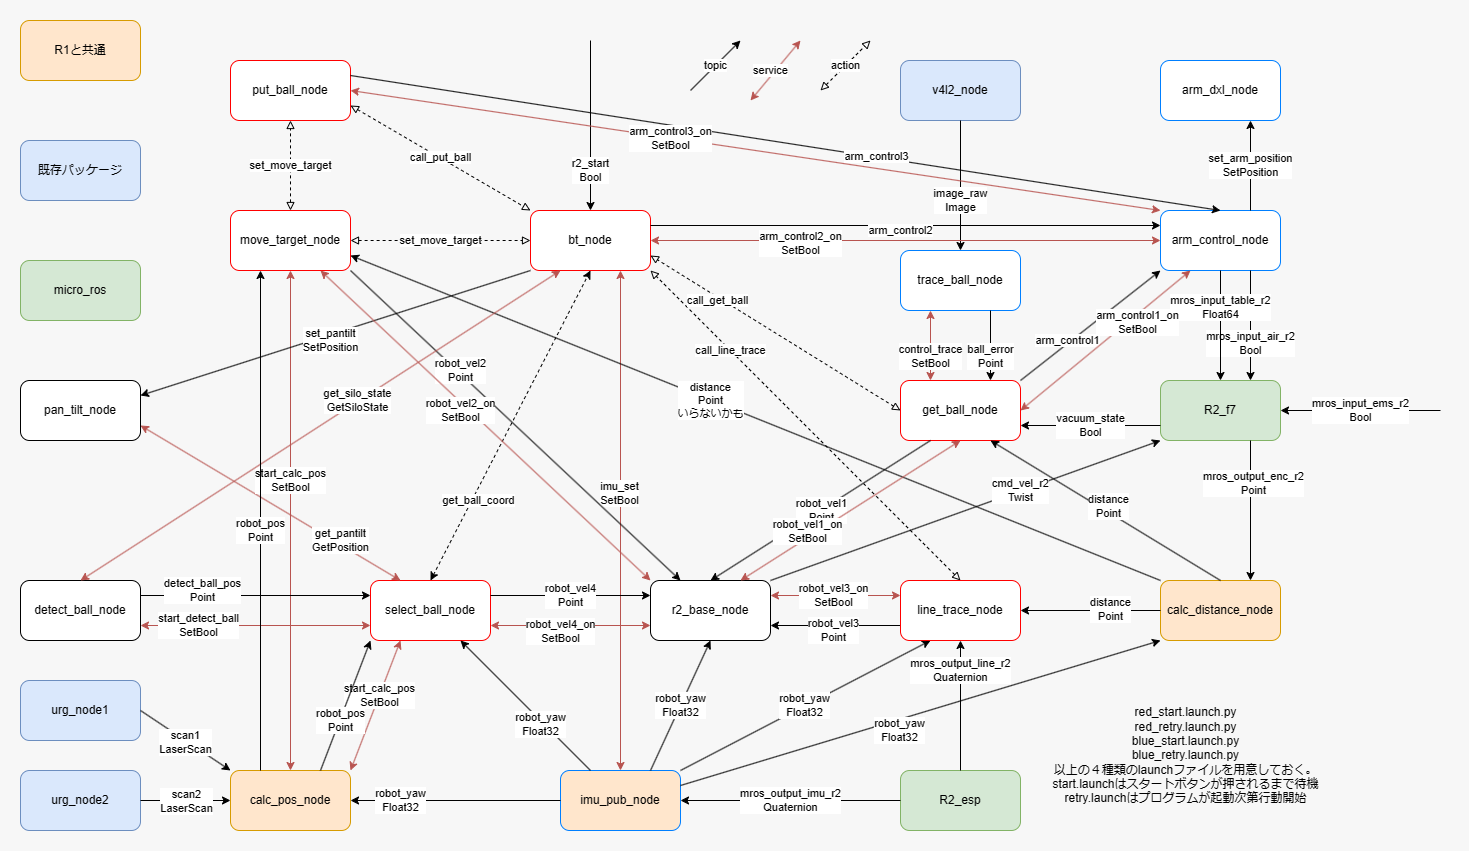 R1と共通
topic
service
action
put_ball_node
v4l2_node
arm_dxl_node
arm_control3_on
SetBool
arm_control3
set_move_target
call_put_ball
r2_start
Bool
既存パッケージ
set_arm_position
SetPosition
image_raw
Image
move_target_node
set_move_target
bt_node
arm_control2_on
SetBool
arm_control2
arm_control_node
micro_ros
trace_ball_node
call_get_ball
mros_input_table_r2
Float64
arm_control1_on
SetBool
arm_control1
mros_input_air_r2
Bool
set_pantilt
SetPosition
call_line_trace
control_trace
SetBool
ball_error
Point
robot_vel2
Point
get_silo_state
GetSiloState
robot_vel2_on
SetBool
distance
Point
いらないかも
pan_tilt_node
get_ball_node
vacuum_state
Bool
R2_f7
mros_input_ems_r2
Bool
start_calc_pos
SetBool
imu_set
SetBool
get_ball_coord
robot_vel1
Point
robot_vel1_on
SetBool
cmd_vel_r2
Twist
distance
Point
mros_output_enc_r2
Point
robot_pos
Point
get_pantilt
GetPosition
detect_ball_node
detect_ball_pos
Point
start_detect_ball
SetBool
select_ball_node
robot_vel4
Point
robot_vel4_on
SetBool
r2_base_node
robot_vel3_on
SetBool
robot_vel3
Point
line_trace_node
distance
Point
calc_distance_node
mros_output_line_r2
Quaternion
urg_node1
scan1
LaserScan
start_calc_pos
SetBool
robot_pos
Point
robot_yaw
Float32
robot_yaw
Float32
robot_yaw
Float32
robot_yaw
Float32
red_start.launch.py
red_retry.launch.py
blue_start.launch.py
blue_retry.launch.py
以上の４種類のlaunchファイルを用意しておく。
start.launchはスタートボタンが押されるまで待機
retry.launchはプログラムが起動次第行動開始
urg_node2
scan2
LaserScan
calc_pos_node
robot_yaw
Float32
imu_pub_node
mros_output_imu_r2
Quaternion
R2_esp